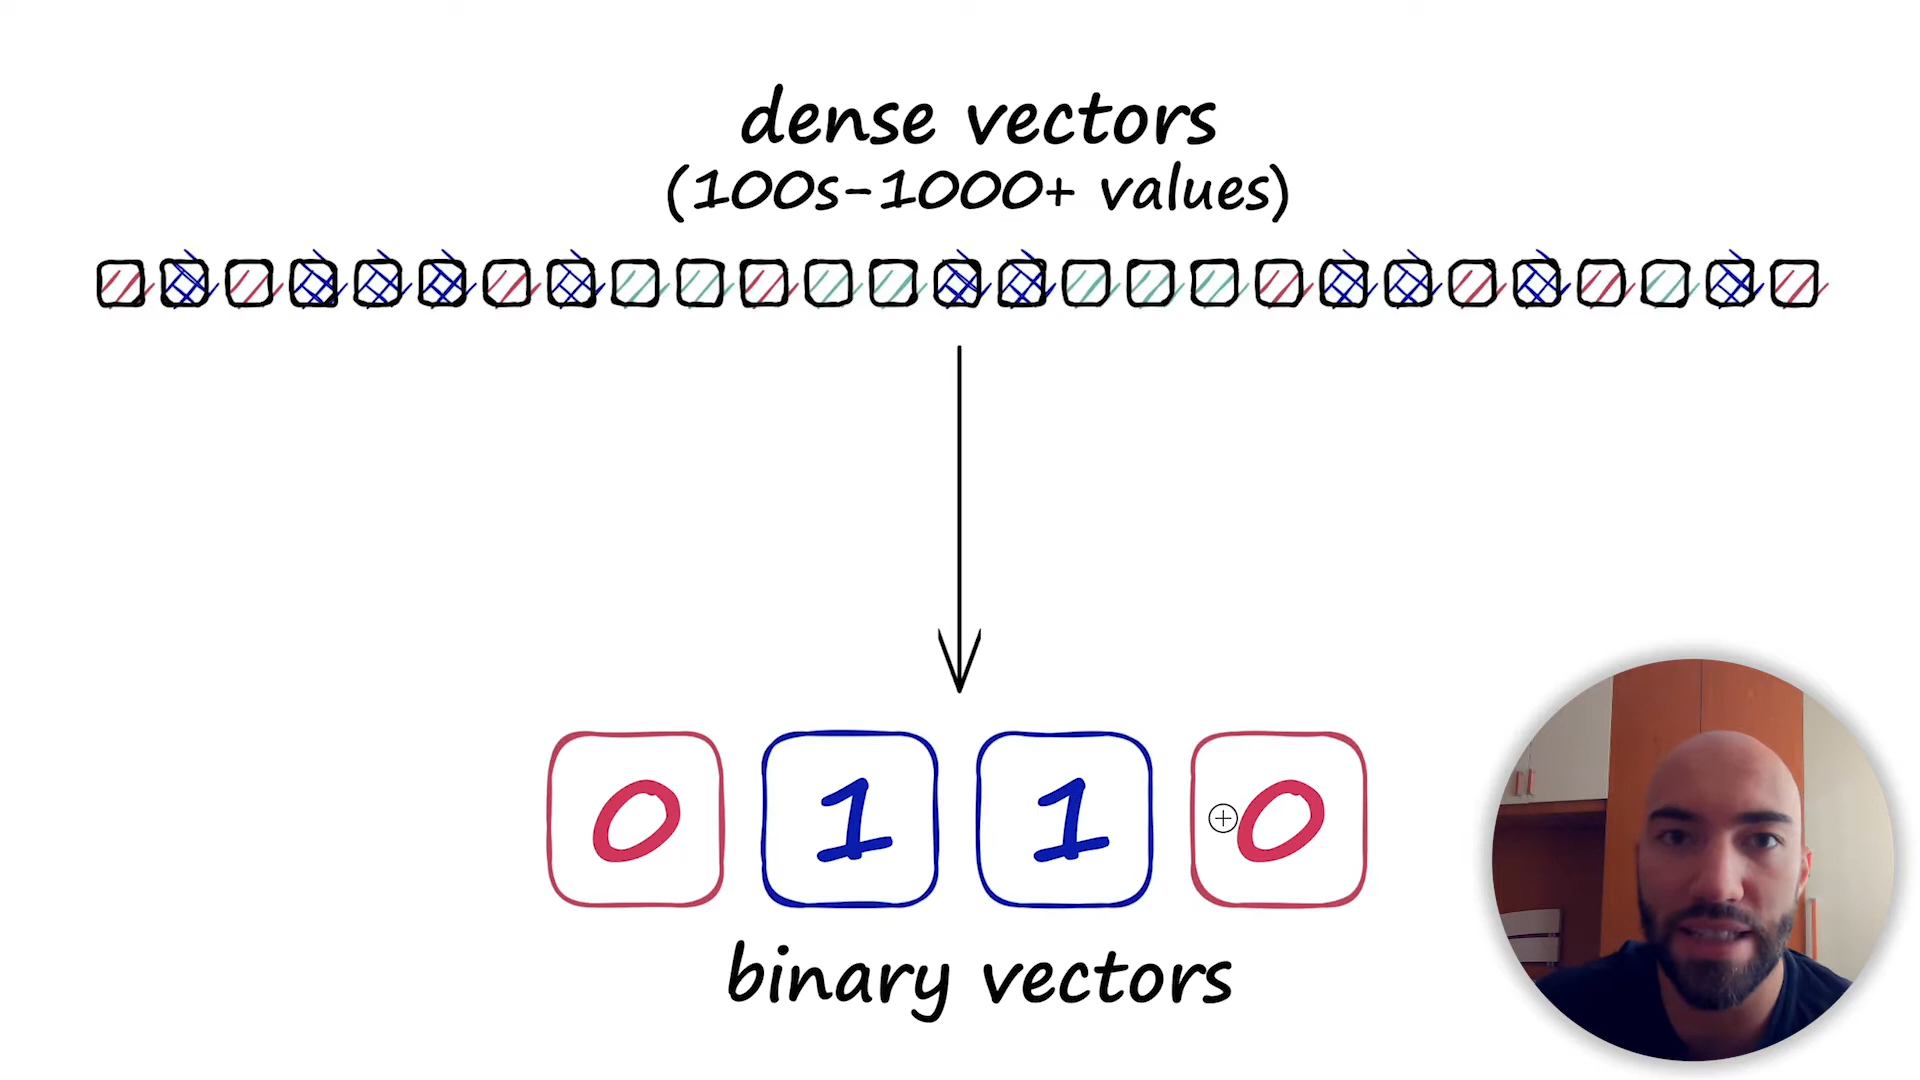 dense vectors
(100s-1000+ values)
0 1 1 0
binary vectors